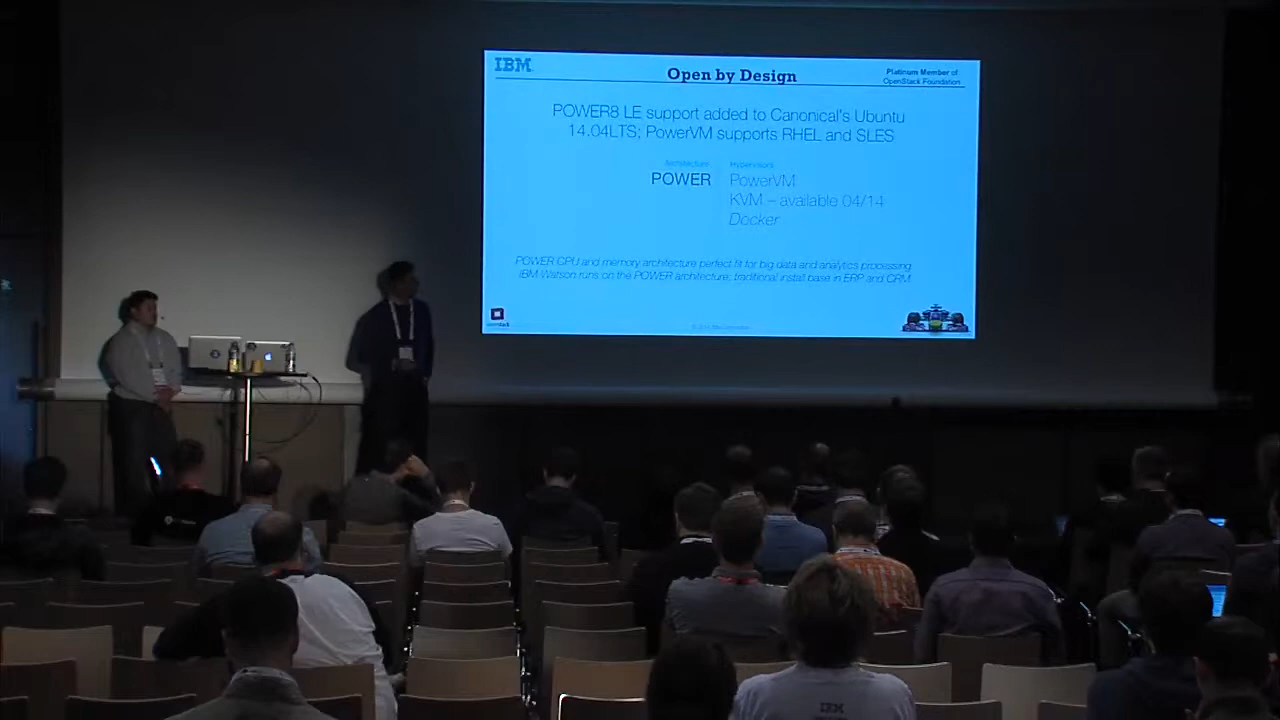 IBM
Open by Design
Platinum Member of
OpenStack Foundation
POWER8 LE support added to Canonical's Ubuntu
14.04LTS; PowerVM supports RHEL and SLES
Architecture
Hypervisors
POWER
PowerVM
KVM – available 04/14
Docker
POWER CPU and memory architecture perfect fit for big data and analytics processing
IBM Watson runs on the POWER architecture, traditional install base in ERP and CRM
openstack
IBM